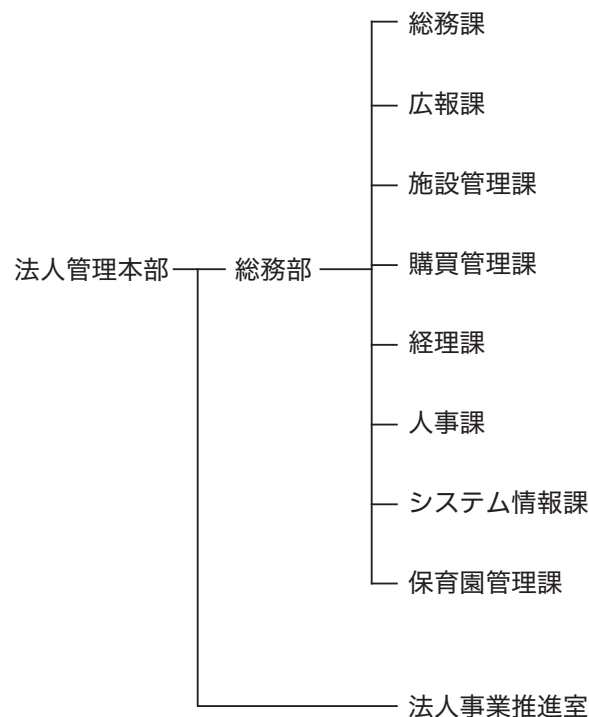 総務課
広報課
施設管理課
法人管理本部
総務部
購買管理課
経理課
人事課
システム情報課
保育園管理課
法人事業推進室